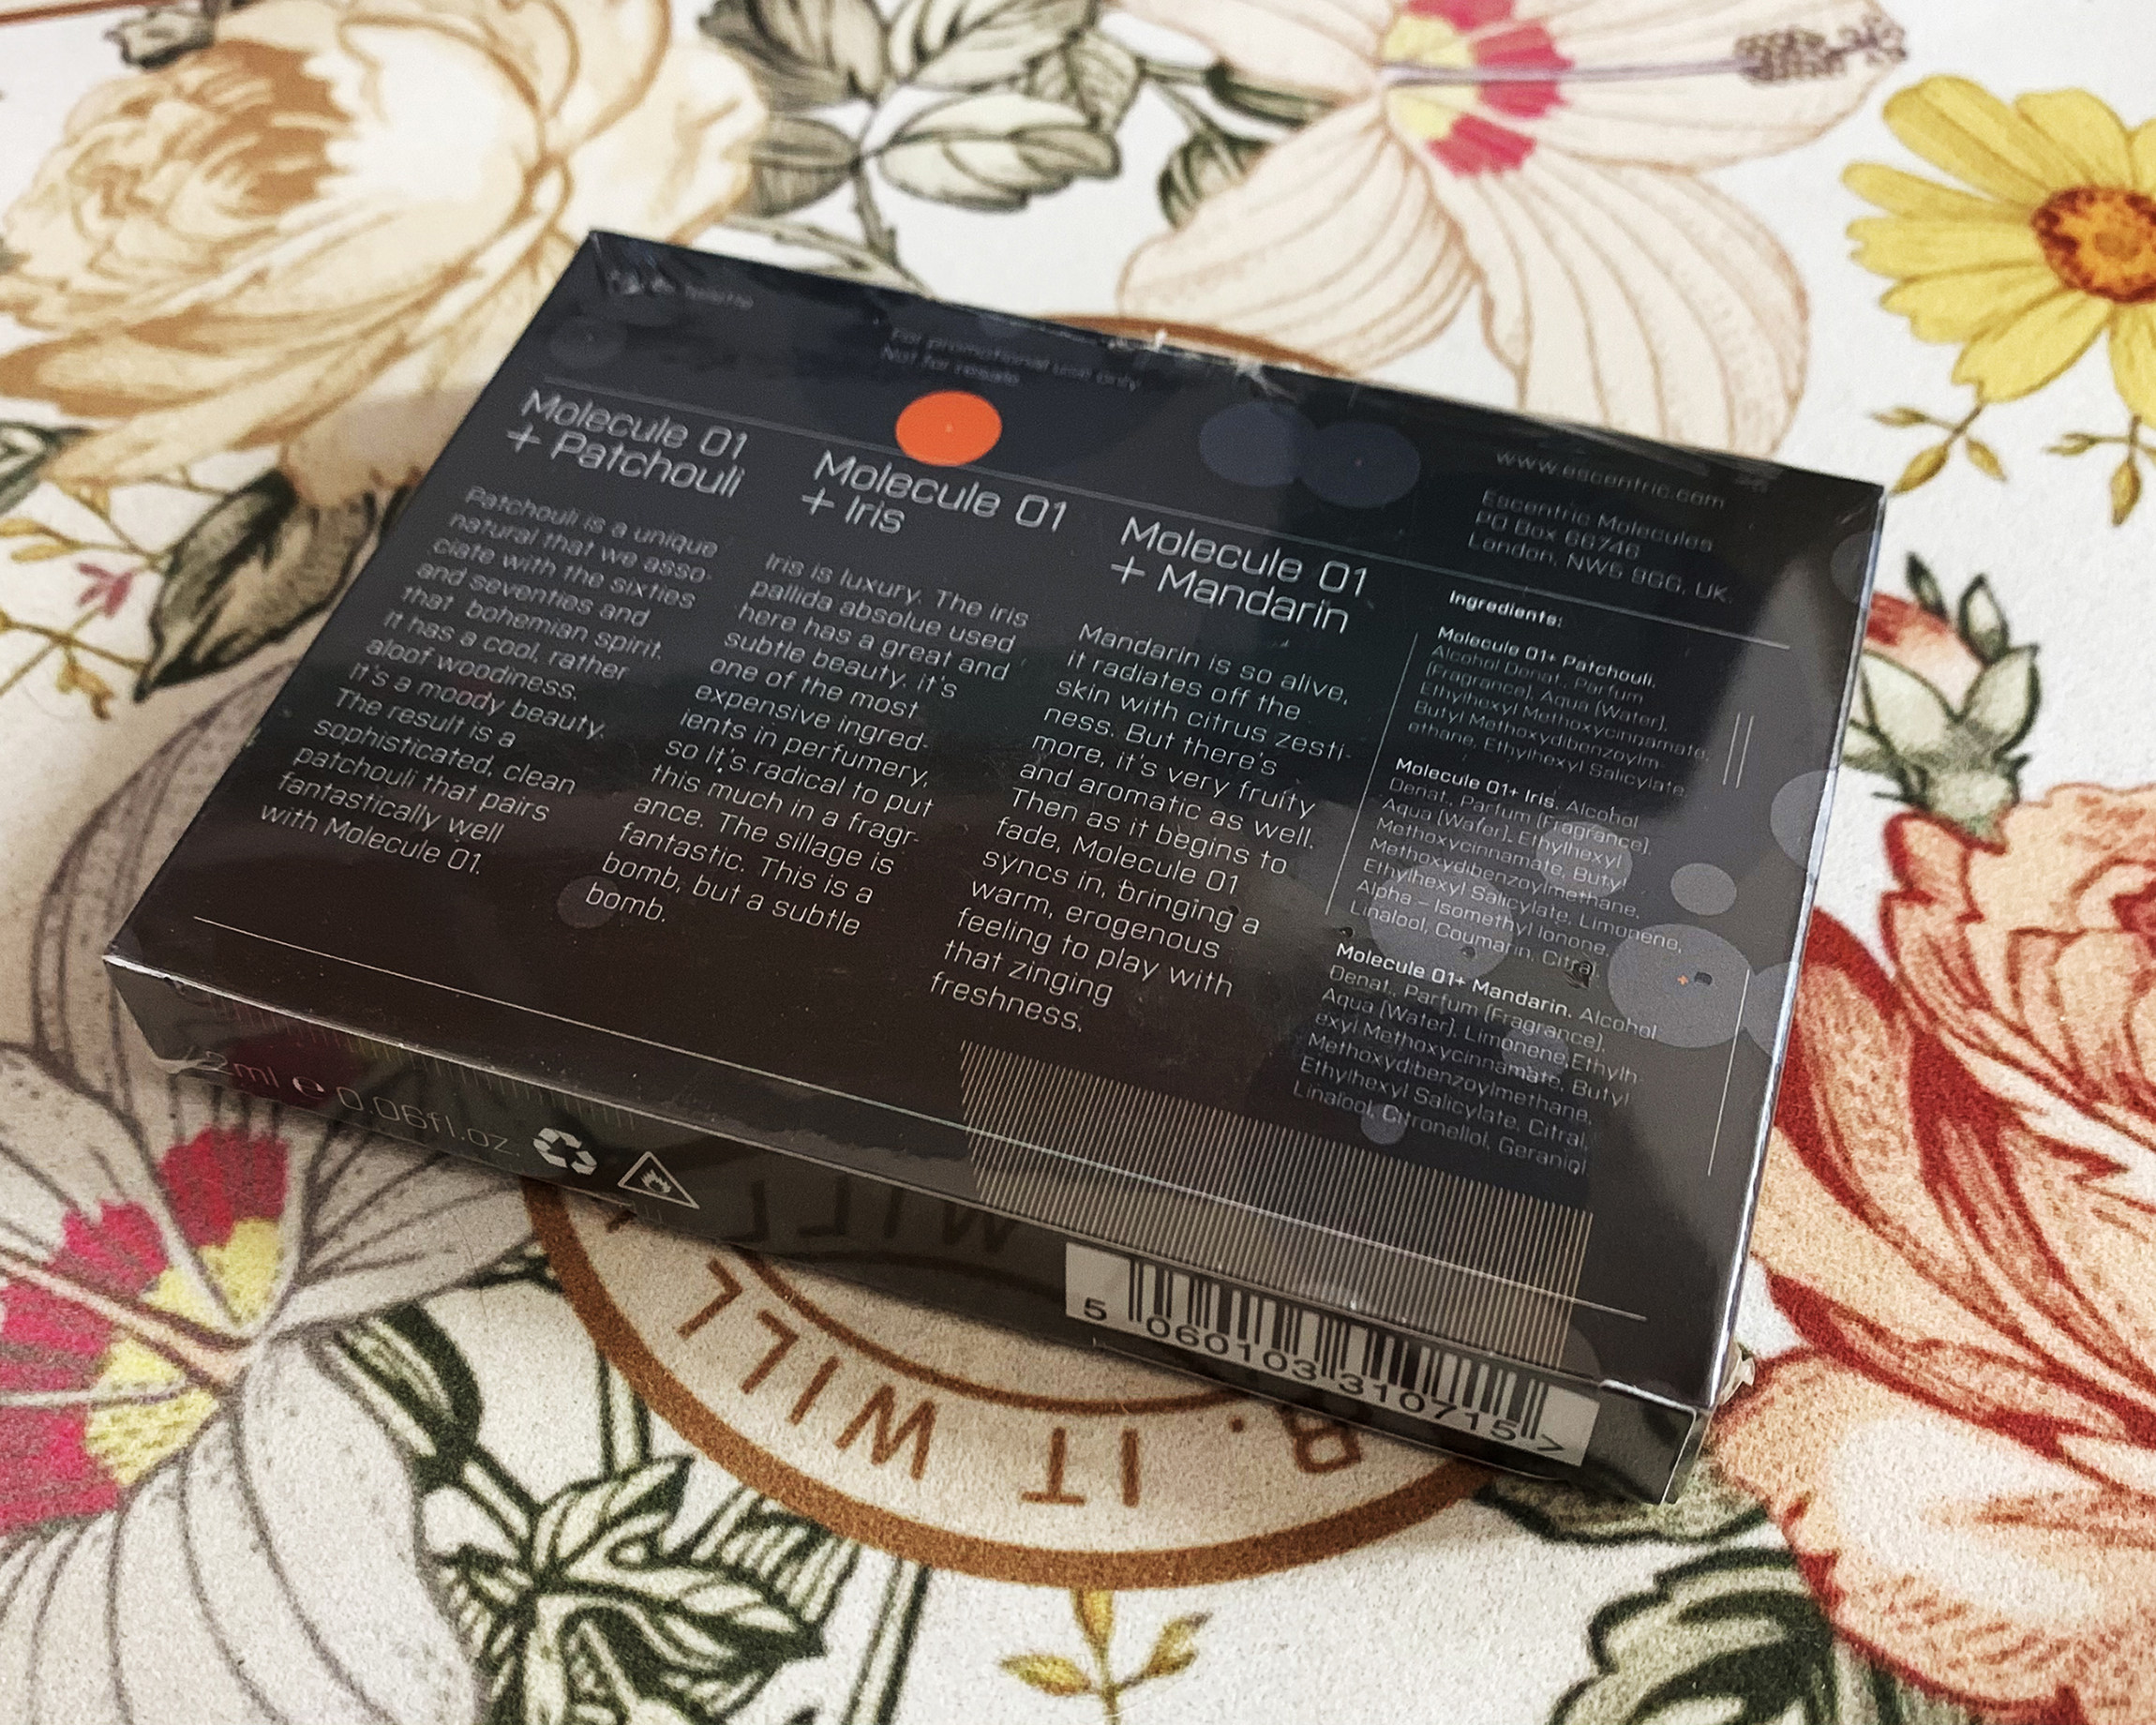 For promotional use only
Not for resale
www.escentric.com
Escentric Molecules
PO Box 66746
London, NW5 9GG, UK.
Molecule 01
+ Patchouli
Patchouli is a unique
natural that we asso-
ciate with the sixties
and seventies and
that bohemian spirit.
It has a cool, rather
aloof woodiness.
It's a moody beauty.
The result is a
sophisticated, clean
patchouli that pairs
fantastically well
with Molecule 01.
Molecule 01
+ Iris
Iris is luxury. The iris
pallida absolue used
here has a great and
subtle beauty. it's
one of the most
expensive ingred-
ients in perfumery,
so It's radical to put
this much in a fragr-
ance. The sillage is
fantastic. This is a
bomb, but a subtle
bomb.
Molecule 01
+ Mandarin
Mandarin is so alive,
it radiates off the
skin with citrus zesti-
ness. But there's
more, it's very fruity
and aromatic as well.
Then as it begins to
fade, Molecule 01
syncs in, bringing a
warm, erogenous
feeling to play with
that zinging
freshness.
Ingredients:
Molecule 01+ Patchouli.
Alcohol Denat., Parfum
(Fragrance), Aqua (Water),
Ethylhexyl Methoxycinnamate,
Butyl Methoxydibenzoylm-
ethane, Ethylhexyl Salicylate.
Molecule 01+ Iris. Alcohol
Denat., Parfum (Fragrance),
Aqua (Water), Ethylhexyl
Methoxycinnamate, Butyl
Methoxydibenzoylmethane,
Ethylhexyl Salicylate, Limonene,
Alpha - Isomethyl Ionone,
Linalool, Coumarin, Citral.
Molecule 01+ Mandarin. Alcohol
Denat., Parfum (Fragrance),
Aqua (Water), Limonene,Ethylh-
exyl Methoxycinnamate, Butyl
Methoxydibenzoylmethane,
Ethylhexyl Salicylate, Citral,
Linalool, Citronellol, Geraniol
2ml e 0.06fl.oz.
5 060103 310715 7
B. IT WILL